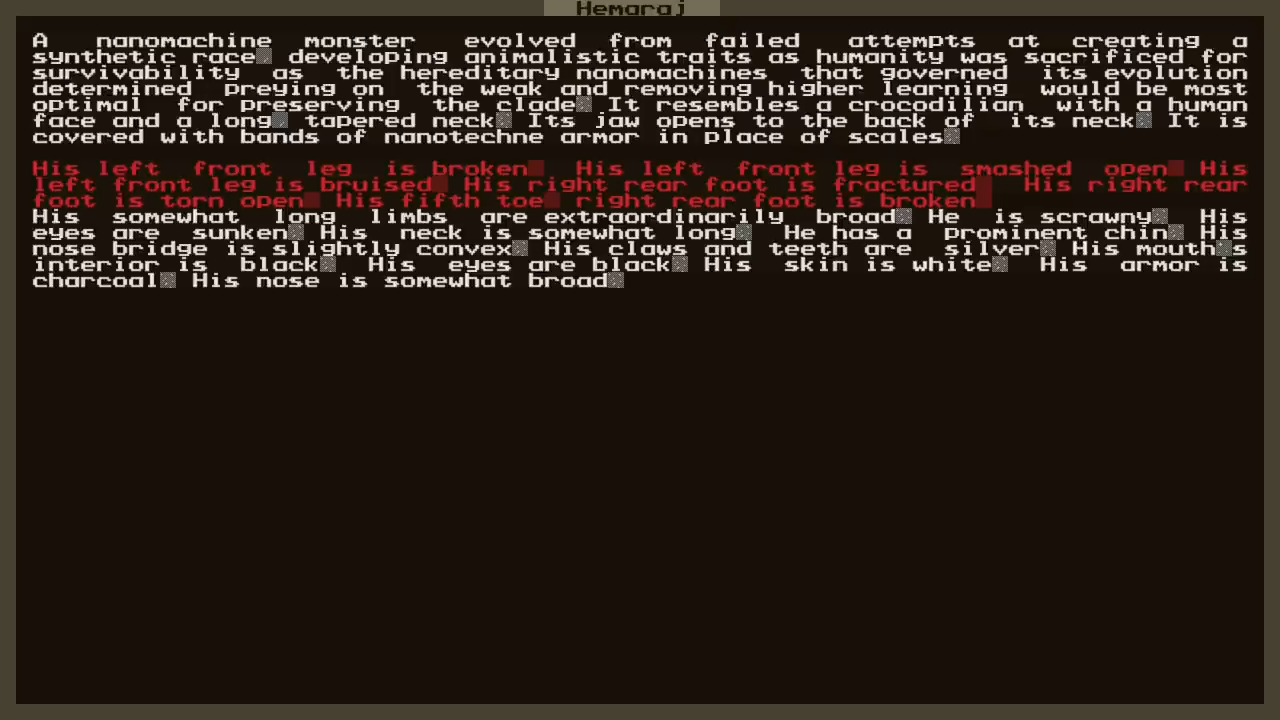 Hemaraj
A nanomachine monster evolved from failed attempts at creating a
synthetic race, developing animalistic traits as humanity was sacrificed for
survivability as the hereditary nanomachines that governed its evolution
determined preying on the weak and removing higher learning would be most
optimal for preserving the clade. It resembles a crocodilian with a human
face and a long, tapered neck. Its jaw opens to the back of its neck. It is
covered with bands of nanotechne armor in place of scales.
His left front leg is broken. His left front leg is smashed open. His
left front leg is bruised. His right rear foot is fractured. His right rear
foot is torn open. His fifth toe, right rear foot is broken.
His somewhat long limbs are extraordinarily broad. He is scrawny. His
eyes are sunken. His neck is somewhat long. He has a prominent chin. His
nose bridge is slightly convex. His claws and teeth are silver. His mouth's
interior is black. His eyes are black. His skin is white. His armor is
charcoal. His nose is somewhat broad.